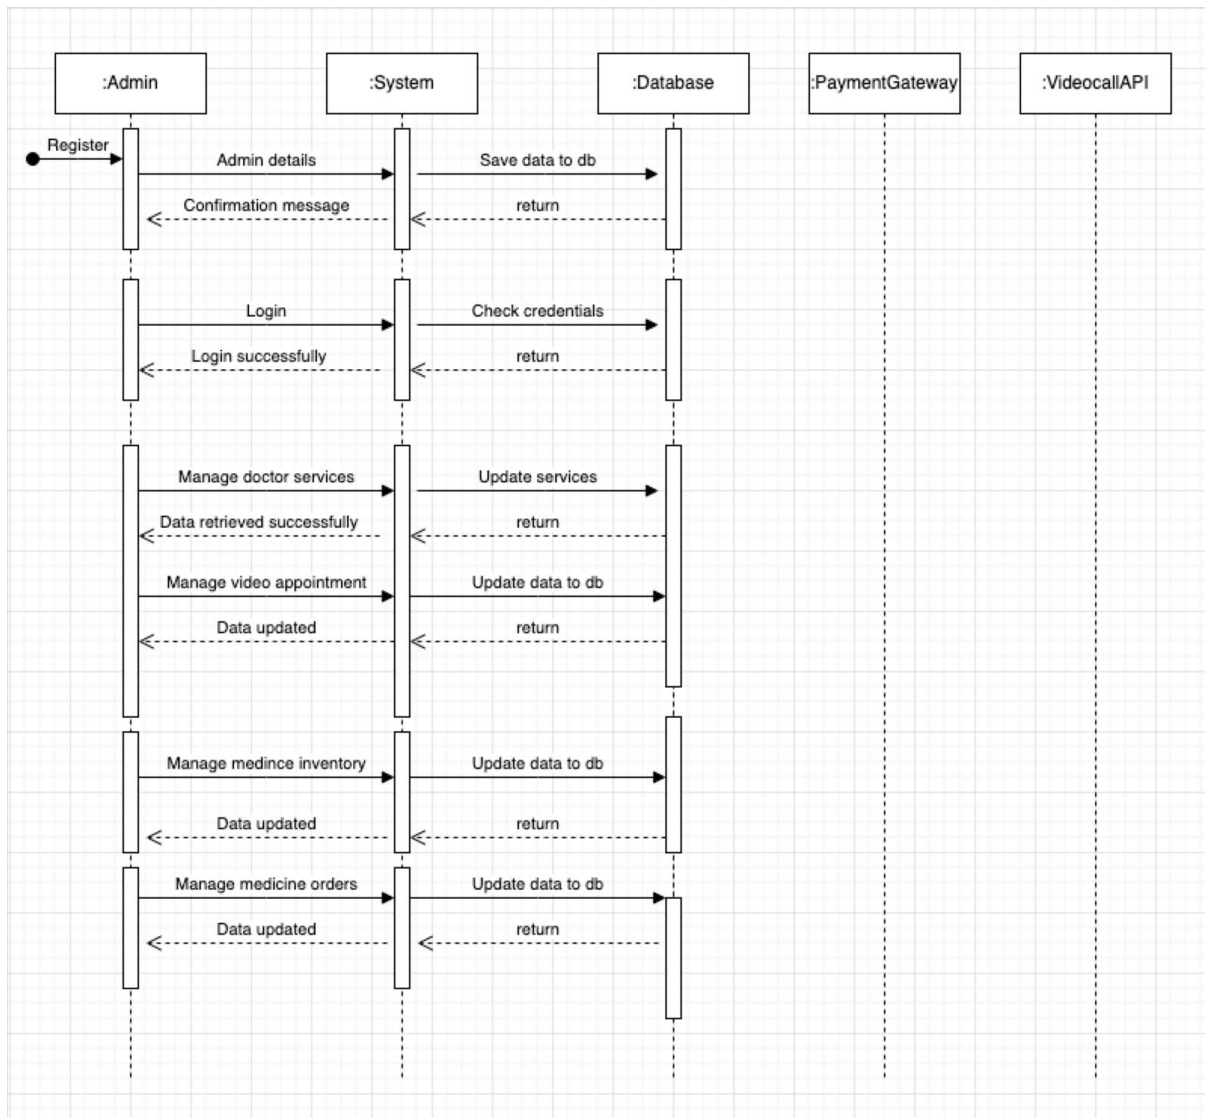 :Admin
:System
:Database
:PaymentGateway
:VideocallAPI
Register
Admin details
Save data to db
Confirmation message
return
Login
Check credentials
Login successfully
return
Manage doctor services
Update services
Data retrieved successfully
return
Manage video appointment
Update data to db
Data updated
return
Manage medince inventory
Update data to db
Data updated
return
Manage medicine orders
Update data to db
Data updated
return